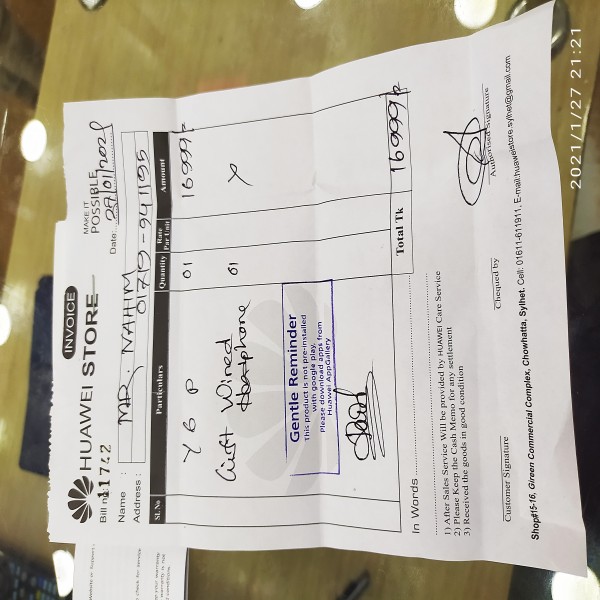 INVOICE
HUAWEI STORE
MAKE IT
POSSIBLE
Bill no: 11742
Date: 27/01/2021
Name : MR. NAHIM
Address : 01719-941195
SL.No Particulars Quantity Rate Per Unit Amount
Y 6 P 01 16999/-
Gift Wired 01 X
Headphone
Gentle Reminder
This product is not pre-installed
with google play.
Please download apps from
Huawei AppGallery
Total Tk 16999/-
In Words
1) After Sales Service Will be provided by HUAWEI Care Service
2) Please Keep the Cash Memo for any settlement
3) Received the goods in good condition
Customer Signature
Chequed by
Authorised Signature
Shop#15-16, Gireen Commercial Complex, Chowhatta, Sylhet. Cell: 01611-611911, E-mail.huaweistore.sylhet@gmail.com
2021/1/27 21:21